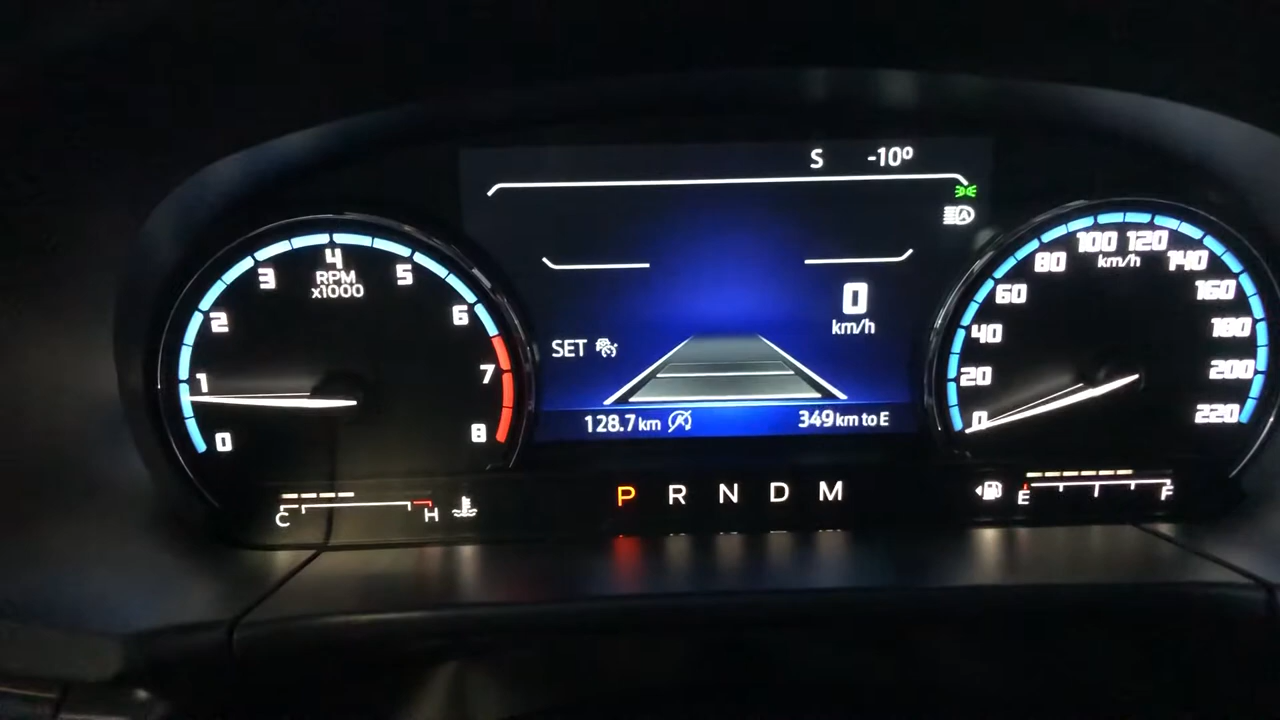 S -10°
0
km/h
SET
128.7 km 349 km to E
0 1 2 3 4 5 6 7 8
RPM
x1000
0 20 40 60 80 100 120 140 160 180 200 220
km/h
C H
P R N D M
E F